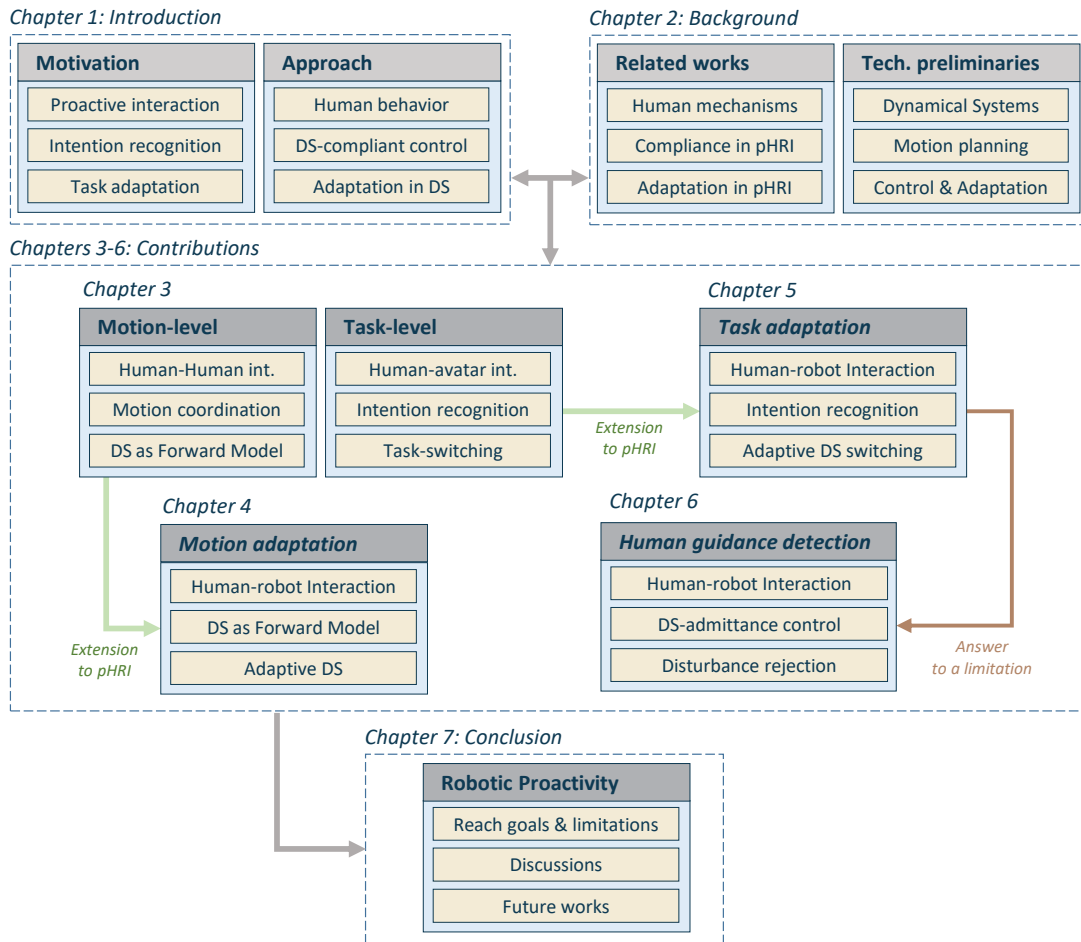 Chapter 1: Introduction
Motivation
Proactive interaction
Intention recognition
Task adaptation
Approach
Human behavior
DS-compliant control
Adaptation in DS
Chapter 2: Background
Related works
Human mechanisms
Compliance in pHRI
Adaptation in pHRI
Tech. preliminaries
Dynamical Systems
Motion planning
Control & Adaptation
Chapters 3-6: Contributions
Chapter 3
Motion-level
Human-Human int.
Motion coordination
DS as Forward Model
Task-level
Human-avatar int.
Intention recognition
Task-switching
Extension
to pHRI
Chapter 5
Task adaptation
Human-robot Interaction
Intention recognition
Adaptive DS switching
Chapter 4
Motion adaptation
Human-robot Interaction
DS as Forward Model
Adaptive DS
Extension
to pHRI
Chapter 6
Human guidance detection
Human-robot Interaction
DS-admittance control
Disturbance rejection
Answer
to a limitation
Chapter 7: Conclusion
Robotic Proactivity
Reach goals & limitations
Discussions
Future works